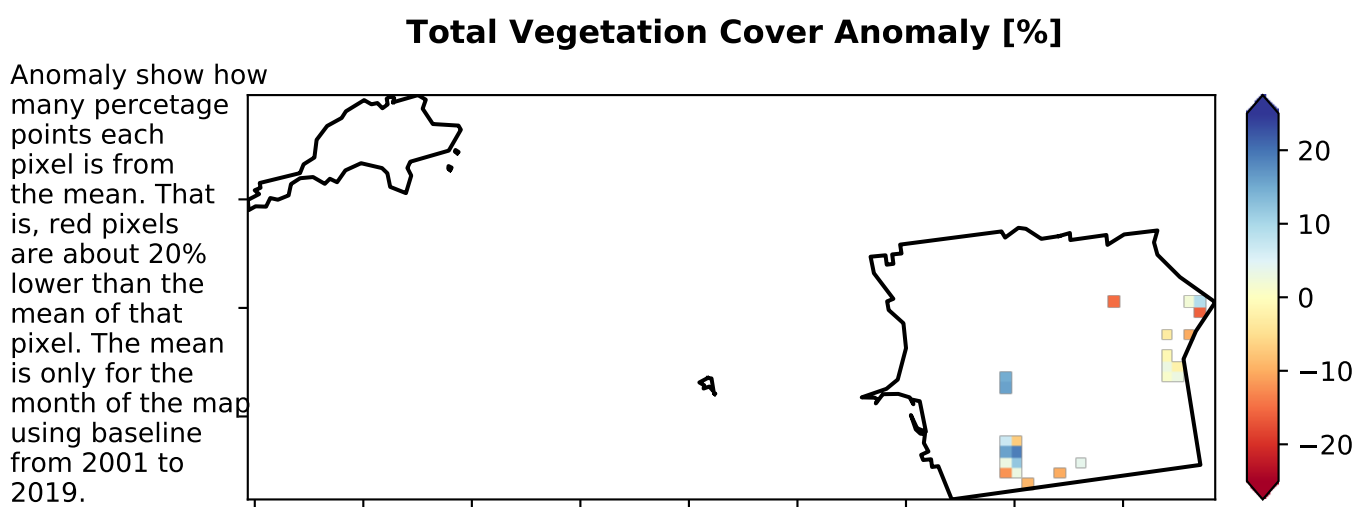 Total Vegetation Cover Anomaly [%]
Anomaly show how
many percetage
points each
pixel is from
the mean. That
is, red pixels
are about 20%
lower than the
mean of that
pixel. The mean
is only for the
month of the map
using baseline
from 2001 to
2019.
20
10
0
−10
−20